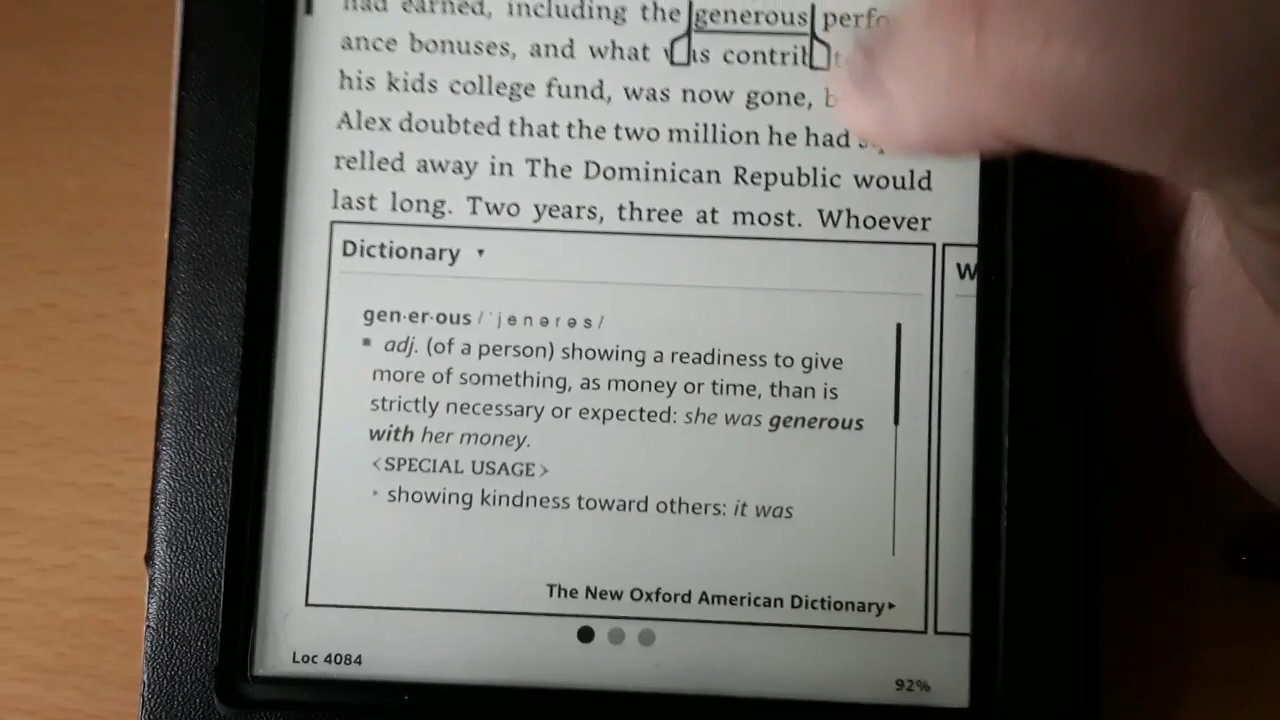 had earned, including the generous
ance bonuses, and what
his kids college fund, was now gone,
Alex doubted that the two million he had
relled away in The Dominican Republic would
last long. Two years, three at most. Whoever
Dictionary ▾
W
gen·er·ous /ˈjenərəs/
▪ adj. (of a person) showing a readiness to give
more of something, as money or time, than is
strictly necessary or expected: she was generous
with her money.
<SPECIAL USAGE>
· showing kindness toward others: it was
The New Oxford American Dictionary▸
Loc 4084
92%